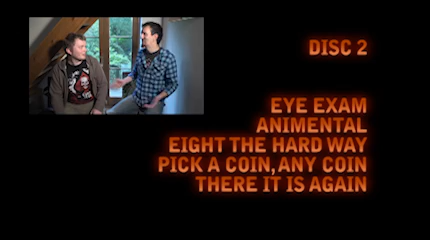 DISC 2
EYE EXAM
ANIMENTAL
EIGHT THE HARD WAY
PICK A COIN, ANY COIN
THERE IT IS AGAIN